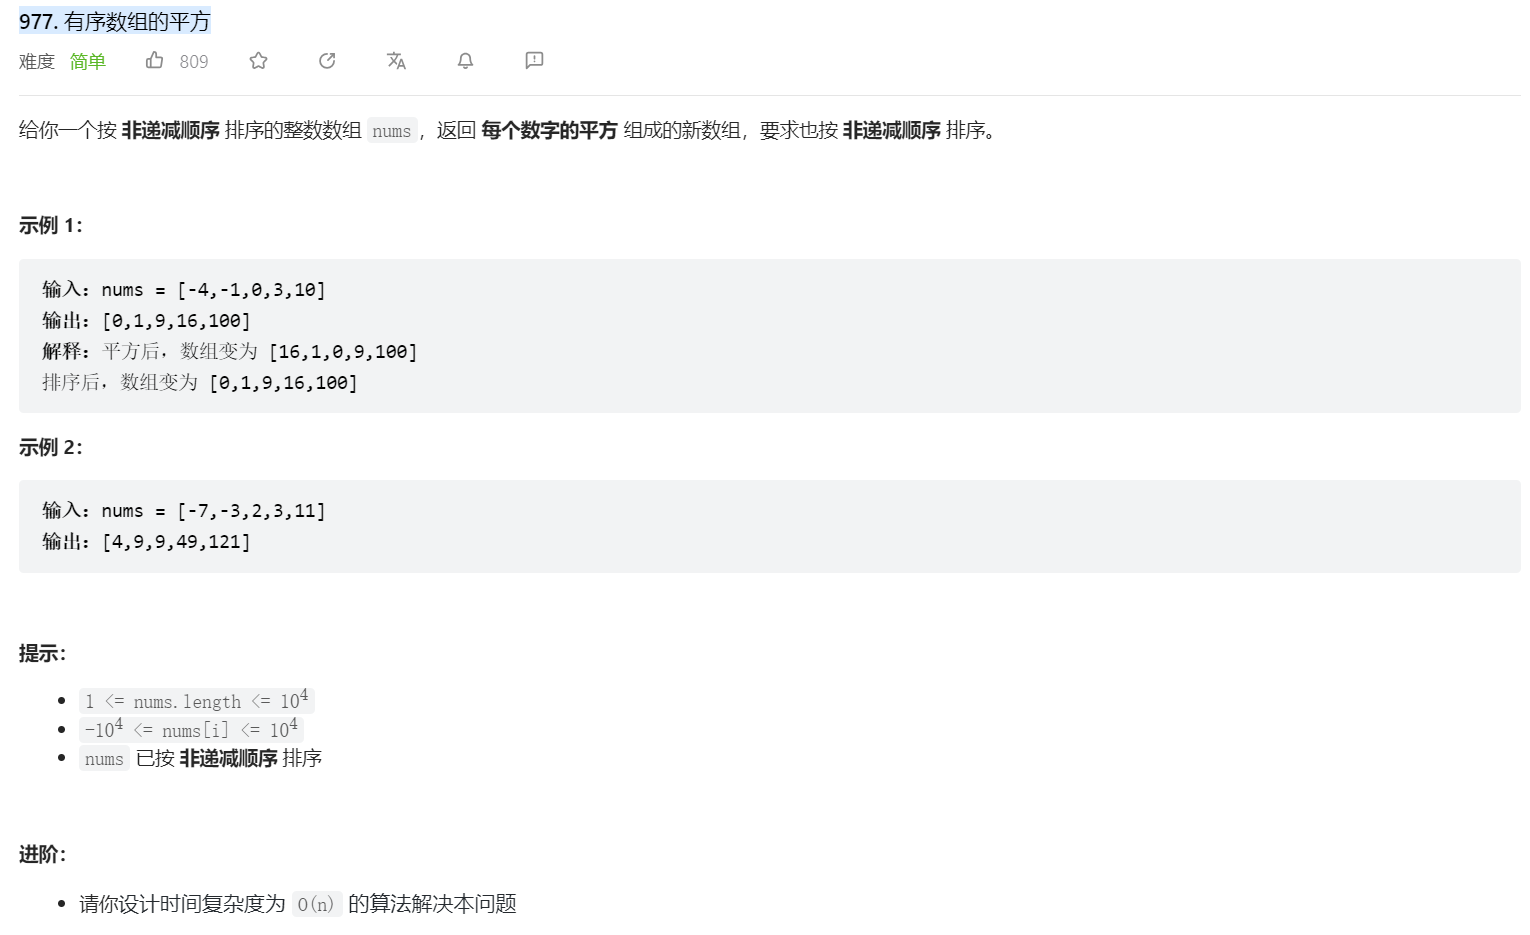 977. 有序数组的平方
难度 简单 809
给你一个按 非递减顺序 排序的整数数组 nums，返回 每个数字的平方 组成的新数组，要求也按 非递减顺序 排序。
示例 1：
输入：nums = [-4,-1,0,3,10]
输出：[0,1,9,16,100]
解释：平方后，数组变为 [16,1,0,9,100]
排序后，数组变为 [0,1,9,16,100]
示例 2：
输入：nums = [-7,-3,2,3,11]
输出：[4,9,9,49,121]
提示：
• 1 <= nums.length <= 10⁴
• -10⁴ <= nums[i] <= 10⁴
• nums 已按 非递减顺序 排序
进阶：
• 请你设计时间复杂度为 O(n) 的算法解决本问题